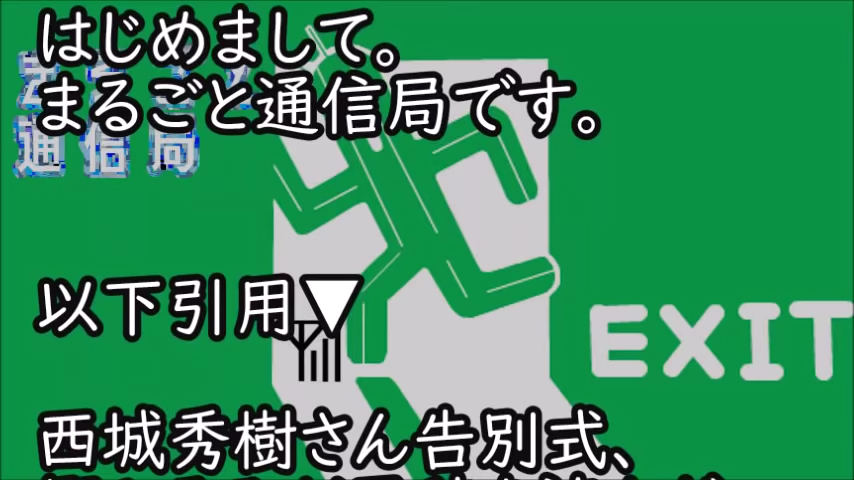 はじめまして。
まるごと通信局です。
通信局
以下引用▼
EXIT
西城秀樹さん告別式、